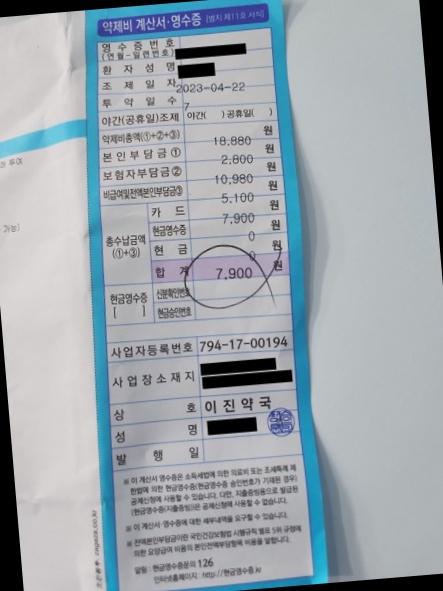 약제비 계산서·영수증 [별지 제11호 서식]
영수증번호
(연월-일련번호)
환자성명
조제일자 2023-04-22
투약일수 7
야간(공휴일)조제 야간( ) 공휴일( )
약제비총액(①+②+③) 18,880 원
본인부담금① 2,800 원
보험자부담금② 10,980 원
비급여및전액본인부담금③ 5,100 원
총수납금액(①+③)
카드 7,900 원
현금영수증 0 원
현금 0 원
합계 7,900 원
현금영수증 [ ]
신분확인번호
현금승인번호
사업자등록번호 794-17-00194
사업장소재지
상호 이진약국
성명
발행일
※ 이 계산서·영수증은 소득세법에 의한 의료비 또는 조세특례 제한법에 의한 현금영수증(현금영수증 승인번호가 기재된 경우) 공제신청에 사용할 수 있습니다. 다만, 지출증빙용으로 발급된 (현금영수증(지출증빙))은 공제신청에 사용할 수 없습니다.
※ 이 계산서·영수증에 대한 세부내역을 요구할 수 있습니다.
※ 전액본인부담금이란 국민건강보험법 시행규칙 별표 5위 규정에 의한 요양급여 비용의 본인전액부담항목 비용을 말합니다.
알림 : 현금영수증문의 126
인터넷홈페이지 : http://현금영수증.kr